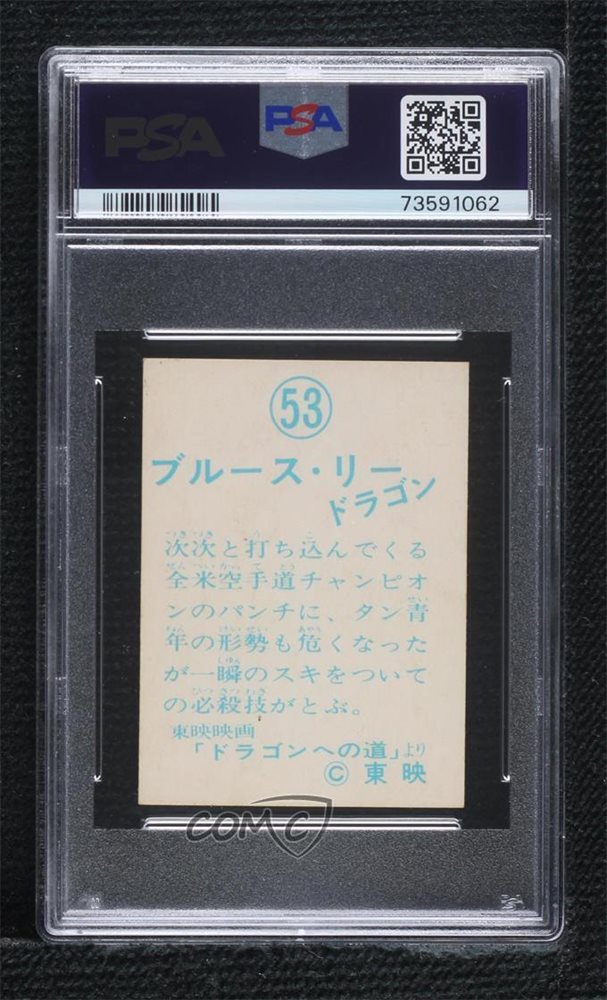 PSA
PSA
73591062
53
ブルース・リー
ドラゴン
次次と打ち込んでくる
全米空手道チャンピオ
ンのパンチに、タン青
年の形勢も危くなった
が一瞬のスキをついて
の必殺技がとぶ。
東映映画
「ドラゴンへの道」より
© 東映
COMC
PSA